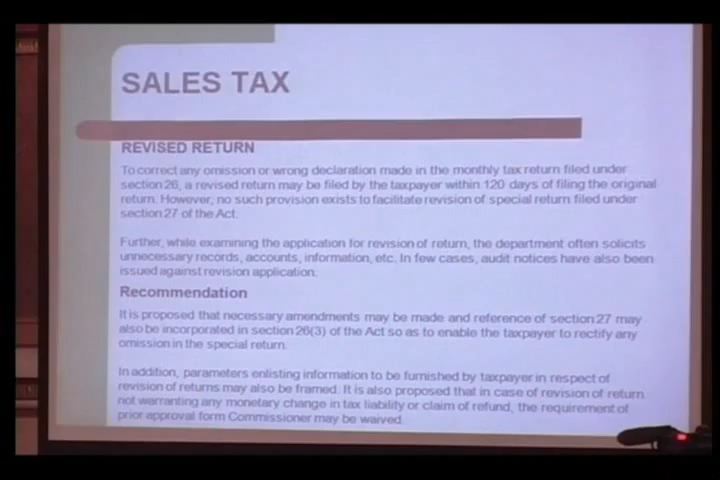 SALES TAX
REVISED RETURN
To correct any omission or wrong declaration made in the monthly tax return filed under
section 26, a revised return may be filed by the taxpayer within 120 days of filing the original
return. However, no such provision exists to facilitate revision of special return filed under
section 27 of the Act.
Further, while examining the application for revision of return, the department often solicits
unnecessary records, accounts, information, etc. In few cases, audit notices have also been
issued against revision application.
Recommendation
It is proposed that necessary amendments may be made and reference of section 27 may
also be incorporated in section 26(3) of the Act so as to enable the taxpayer to rectify any
omission in the special return.
In addition, parameters enlisting information to be furnished by taxpayer in respect of
revision of returns may also be framed. It is also proposed that in case of revision of return
not warranting any monetary change in tax liability or claim of refund, the requirement of
prior approval form Commissioner may be waived.